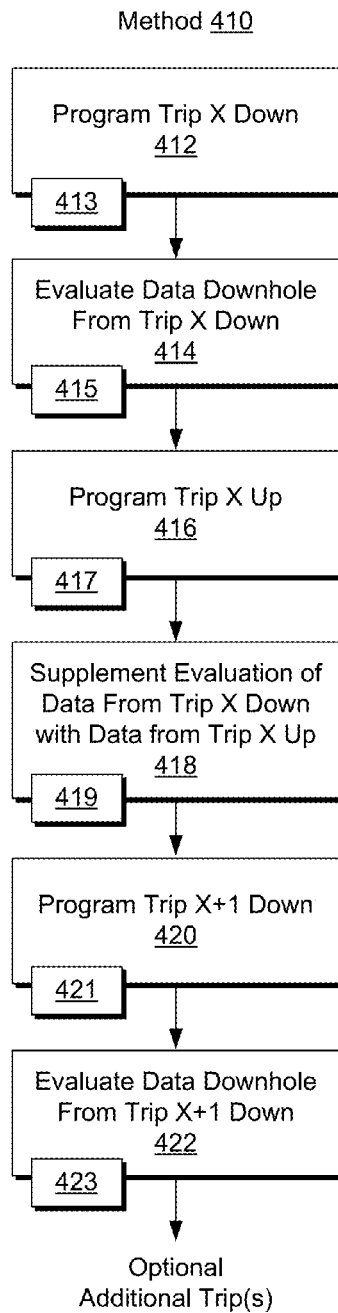 Method 410
Program Trip X Down
412
413
Evaluate Data Downhole
From Trip X Down
414
415
Program Trip X Up
416
417
Supplement Evaluation of
Data From Trip X Down
with Data from Trip X Up
418
419
Program Trip X+1 Down
420
421
Evaluate Data Downhole
From Trip X+1 Down
422
423
Optional
Additional Trip(s)